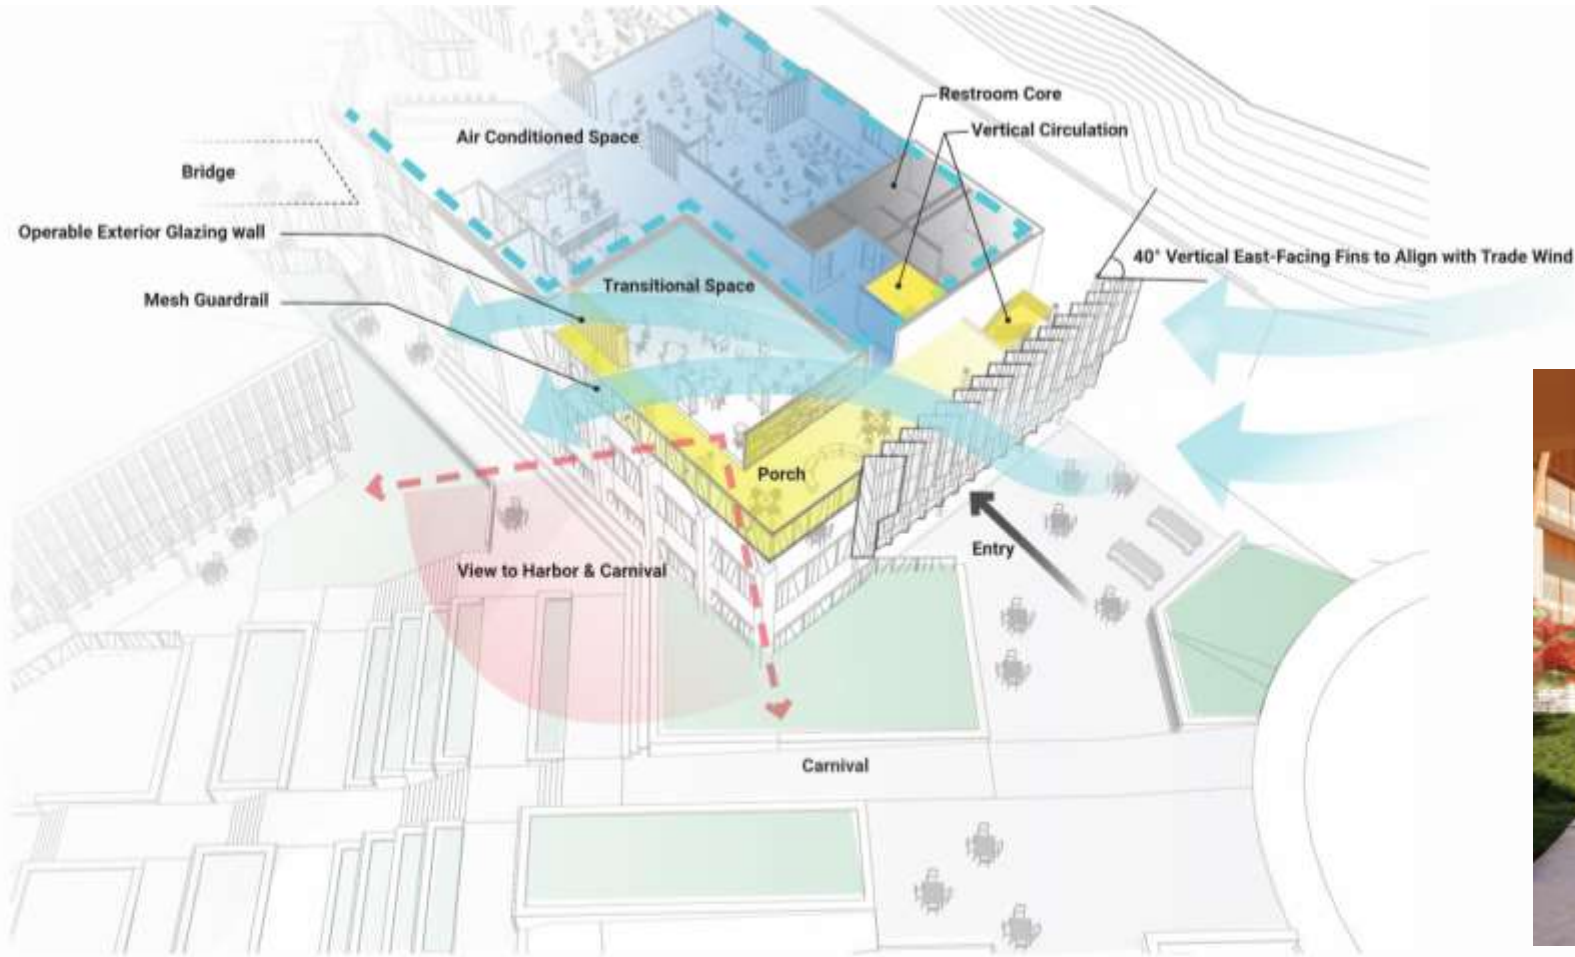 Restroom Core
Vertical Circulation
Air Conditioned Space
Bridge
Operable Exterior Glazing wall
40° Vertical East-Facing Fins to Align with Trade Wind
Transitional Space
Mesh Guardrail
Porch
Entry
View to Harbor & Carnival
Carnival